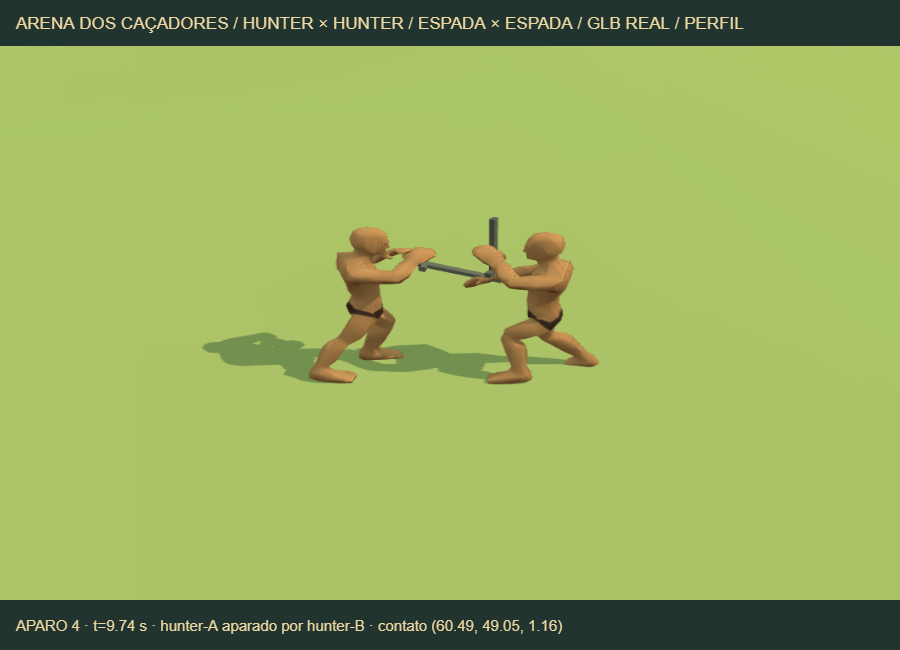 ARENA DOS CAÇADORES / HUNTER × HUNTER / ESPADA × ESPADA / GLB REAL / PERFIL
APARO 4 · t=9.74 s · hunter-A aparado por hunter-B · contato (60.49, 49.05, 1.16)